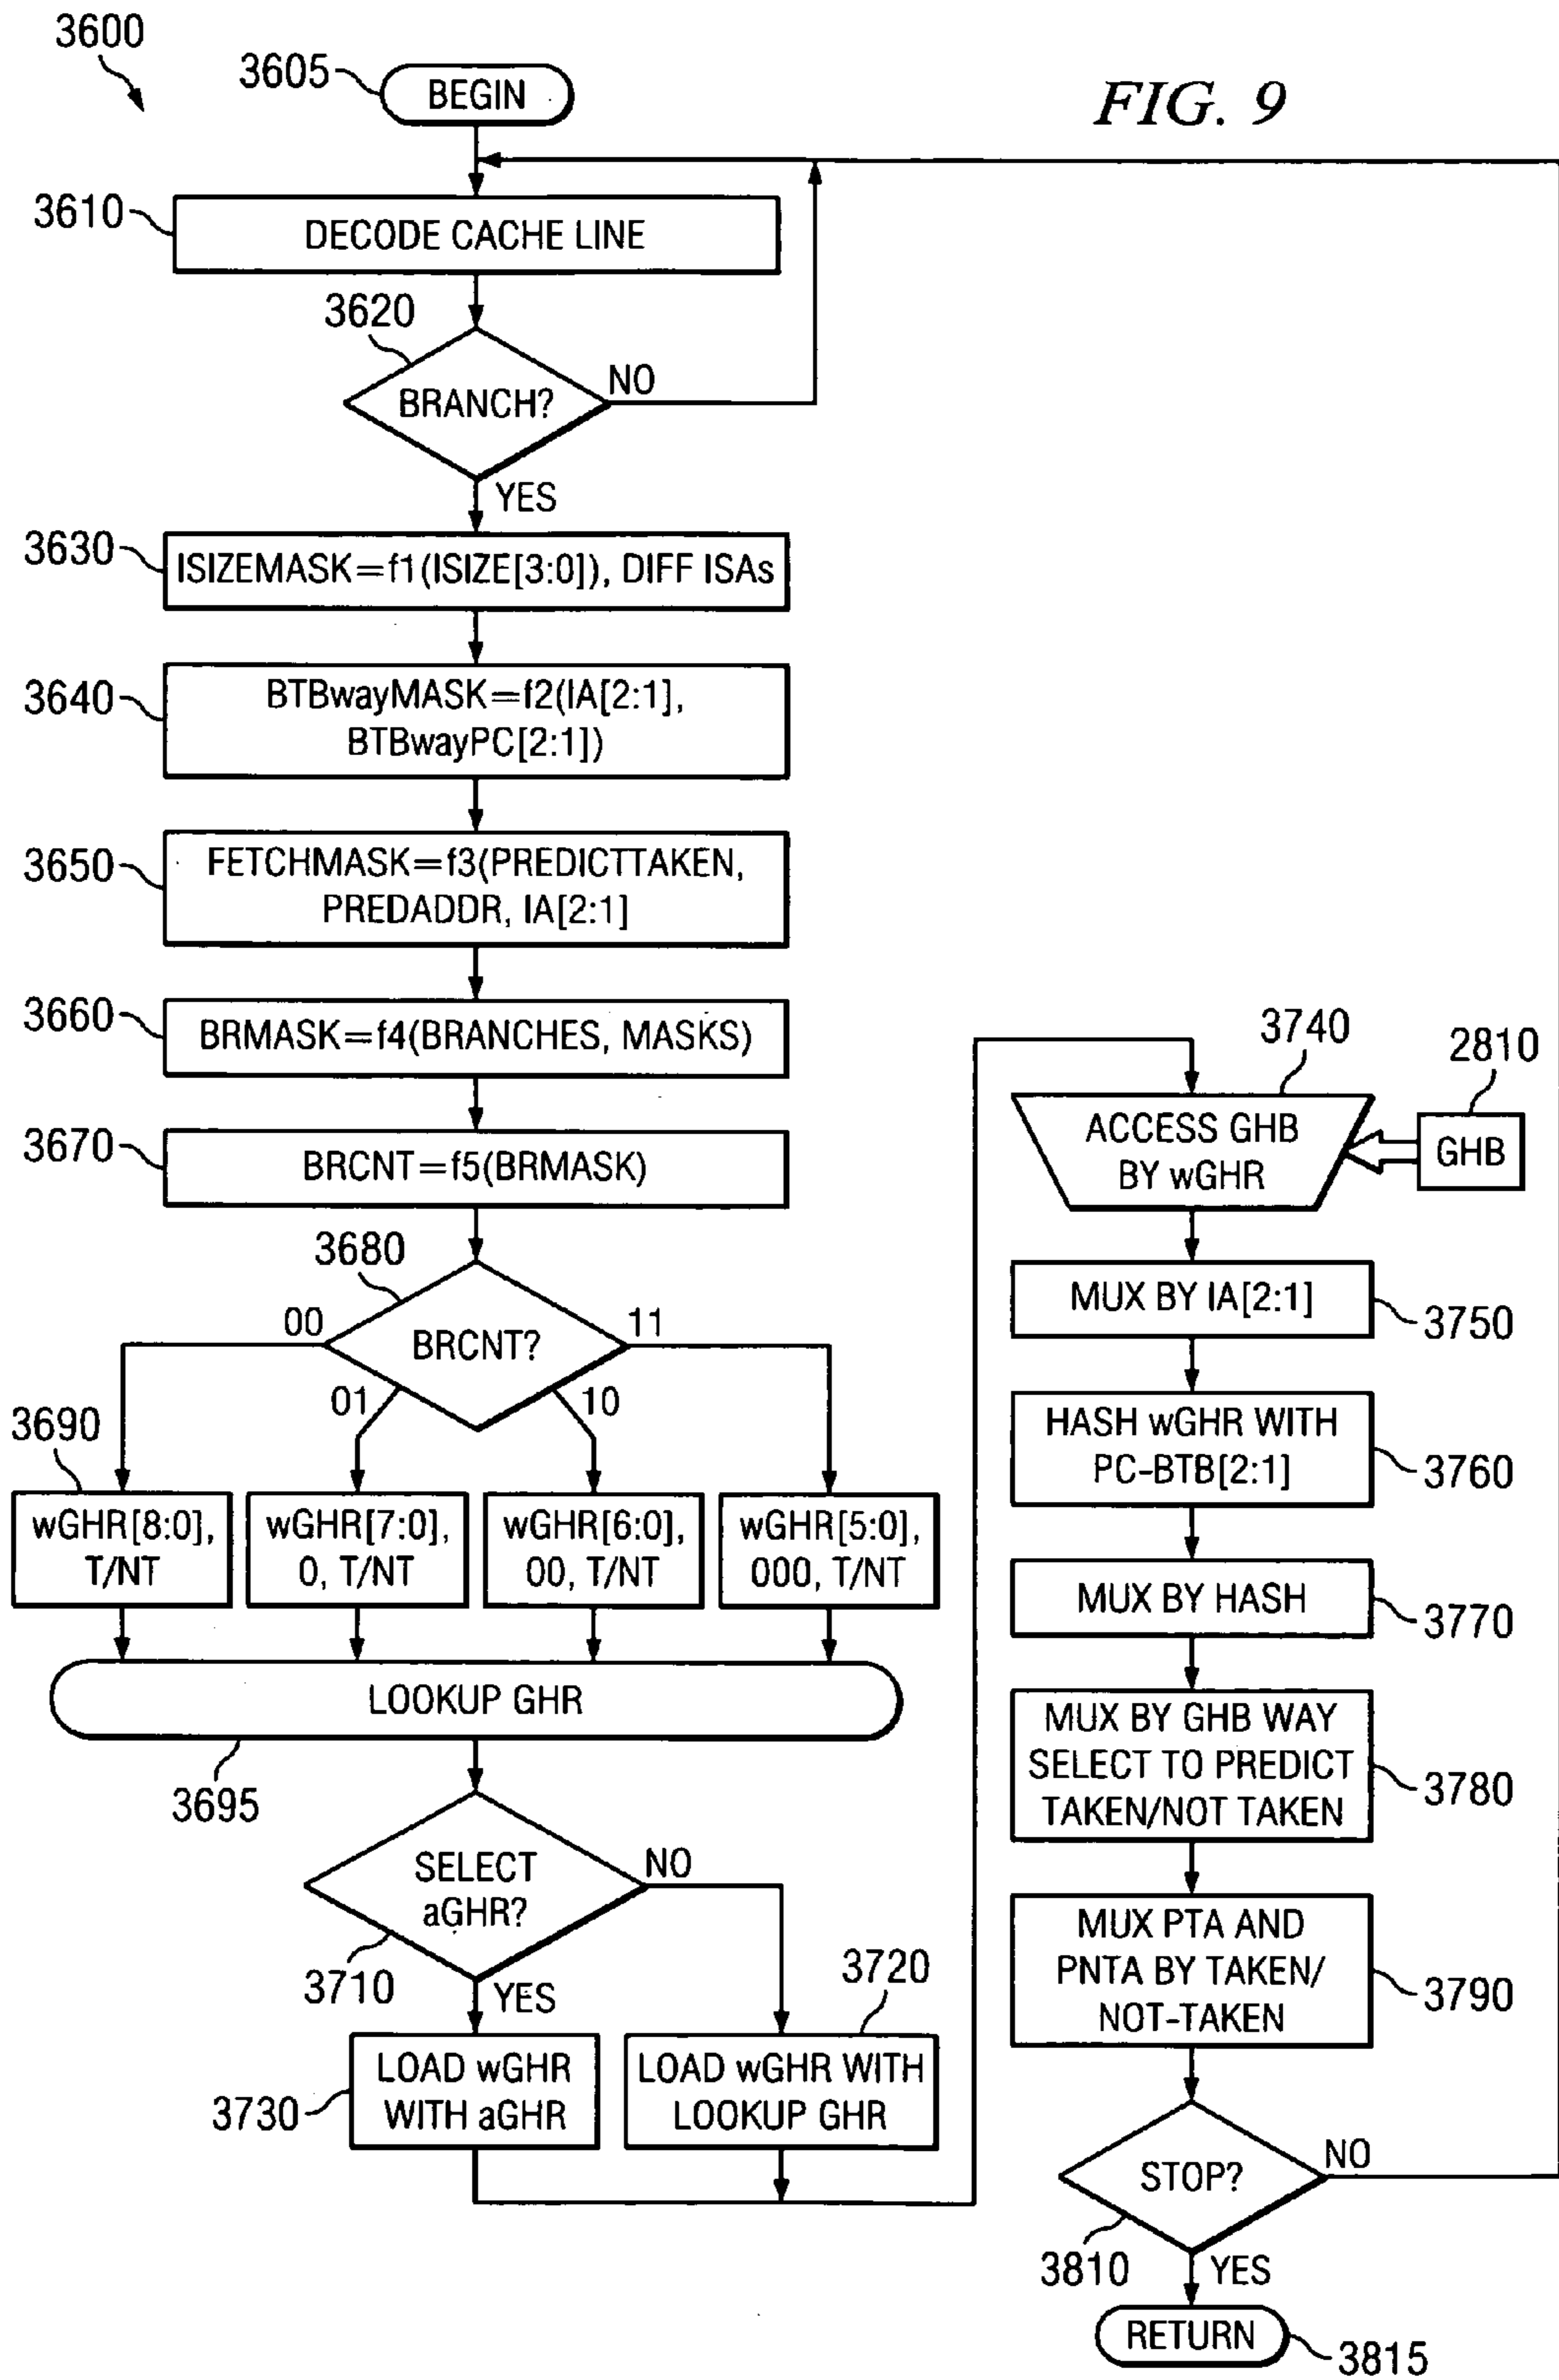 3600
3605
BEGIN
FIG. 9
3610
DECODE CACHE LINE
3620
BRANCH?
NO
YES
3630
ISIZEMASK=f1(ISIZE[3:0]), DIFF ISAs
3640
BTBwayMASK=f2(IA[2:1],
BTBwayPC[2:1])
3650
FETCHMASK=f3(PREDICTTAKEN,
PREDADDR, IA[2:1]
3660
BRMASK=f4(BRANCHES, MASKS)
3670
BRCNT=f5(BRMASK)
3680
BRCNT?
00
01
10
11
3690
wGHR[8:0],
T/NT
wGHR[7:0],
0, T/NT
wGHR[6:0],
00, T/NT
wGHR[5:0],
000, T/NT
LOOKUP GHR
3695
SELECT
aGHR?
NO
3710
YES
3720
3730
LOAD wGHR
WITH aGHR
LOAD wGHR WITH
LOOKUP GHR
3740
2810
ACCESS GHB
BY wGHR
GHB
MUX BY IA[2:1]
3750
HASH wGHR WITH
PC-BTB[2:1]
3760
MUX BY HASH
3770
MUX BY GHB WAY
SELECT TO PREDICT
TAKEN/NOT TAKEN
3780
MUX PTA AND
PNTA BY TAKEN/
NOT-TAKEN
3790
STOP?
NO
3810
YES
RETURN
3815